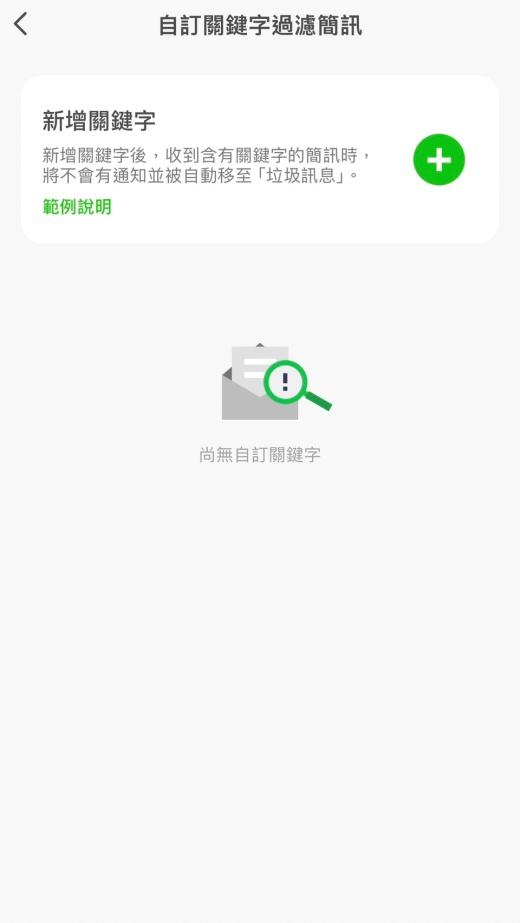 自訂關鍵字過濾簡訊
新增關鍵字
新增關鍵字後，收到含有關鍵字的簡訊時，
將不會有通知並被自動移至「垃圾訊息」。
範例說明
尚無自訂關鍵字